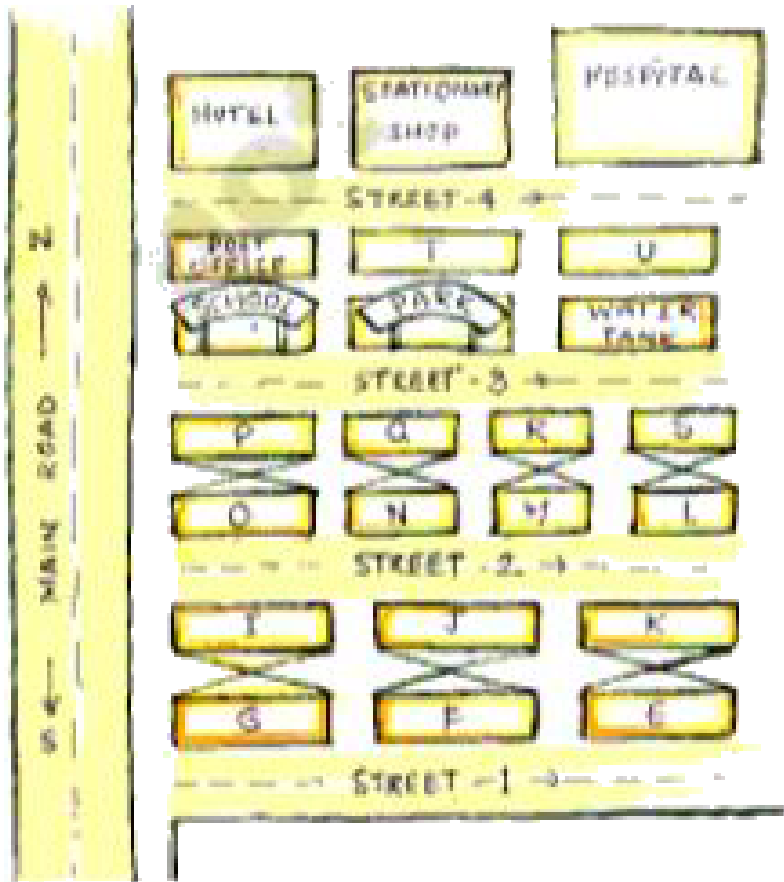 HOTEL
STATIONARY
SHOP
HOSPITAL
STREET - 4 →
POST
OFFICE
T
U
SCHOOL
PARK
WATER
TANK
STREET - 3 →
P
Q
R
S
O
N
M
L
STREET - 2 →
I
J
K
G
F
E
STREET - 1 →
S ← MAIN ROAD → N